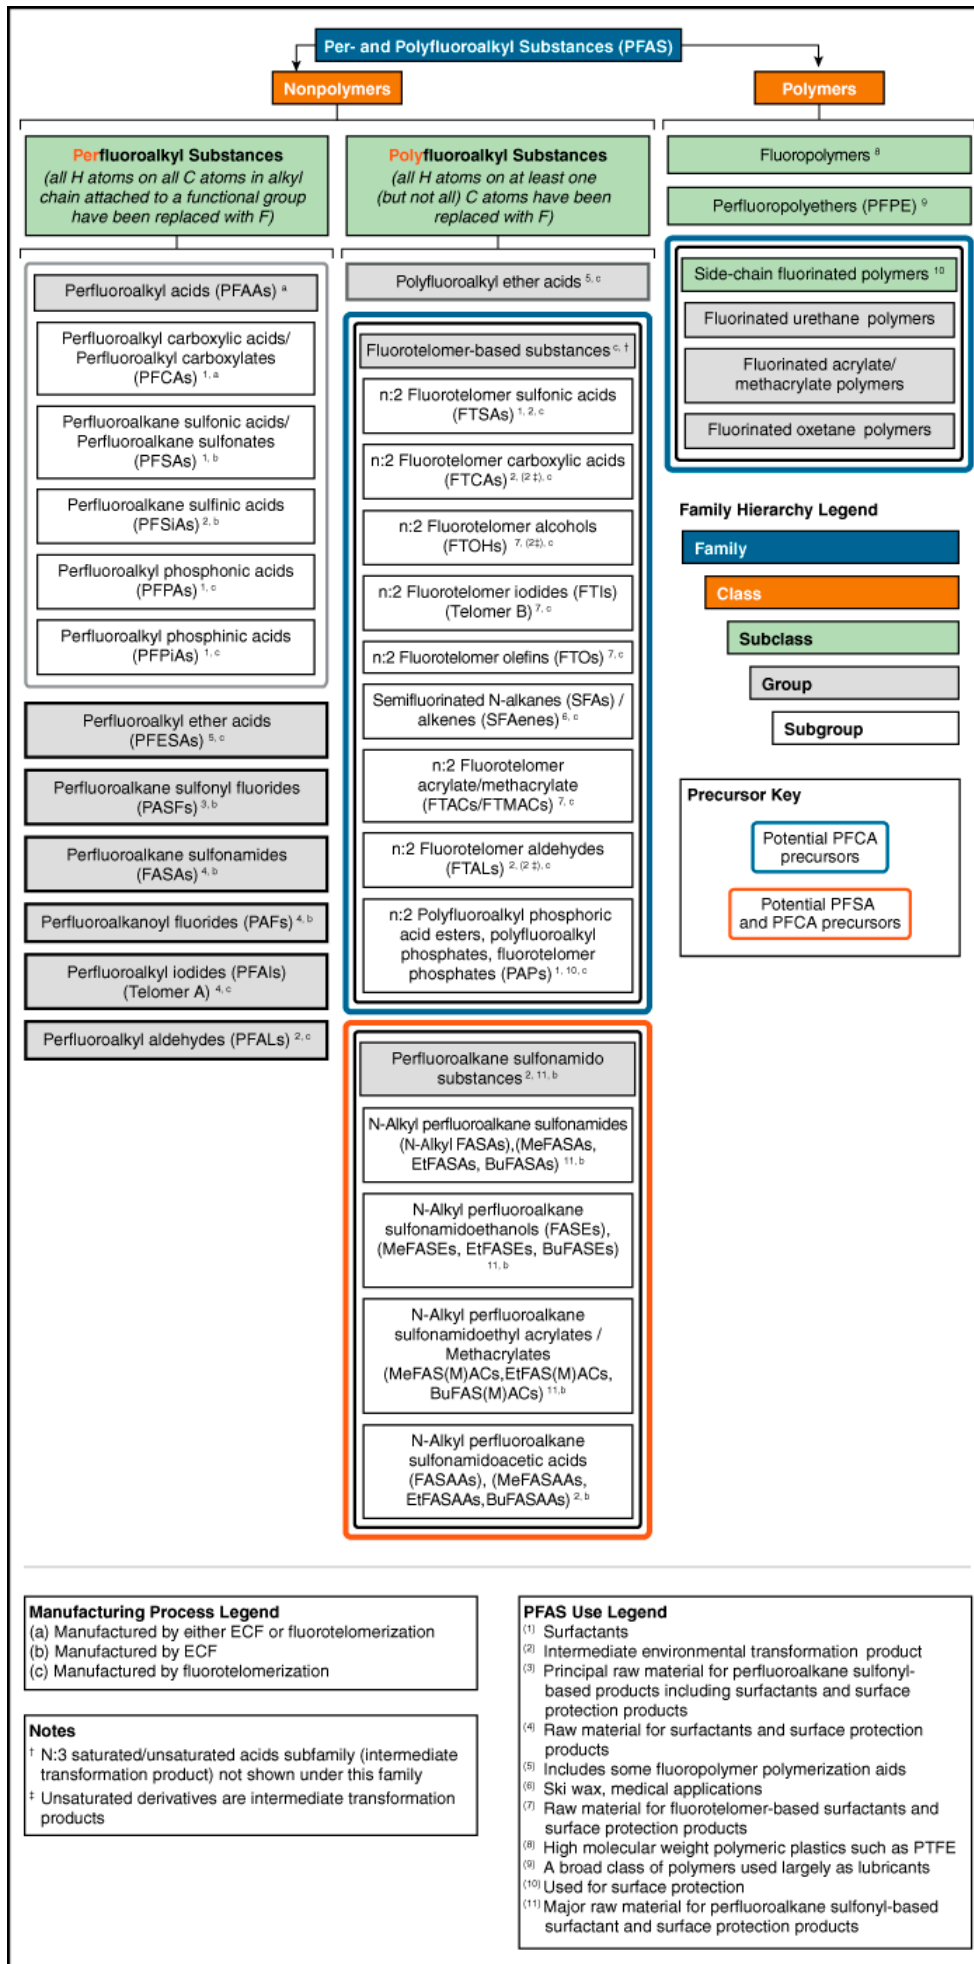 Per- and Polyfluoroalkyl Substances (PFAS)
Nonpolymers
Polymers
Perfluoroalkyl Substances
(all H atoms on all C atoms in alkyl
chain attached to a functional group
have been replaced with F)
Polyfluoroalkyl Substances
(all H atoms on at least one
(but not all) C atoms have been
replaced with F)
Fluoropolymers 8
Perfluoropolyethers (PFPE) 9
Perfluoroalkyl acids (PFAAs) a
Perfluoroalkyl carboxylic acids/
Perfluoroalkyl carboxylates
(PFCAs) 1, a
Perfluoroalkane sulfonic acids/
Perfluoroalkane sulfonates
(PFSAs) 1, b
Perfluoroalkane sulfinic acids
(PFSiAs) 2, b
Perfluoroalkyl phosphonic acids
(PFPAs) 1, c
Perfluoroalkyl phosphinic acids
(PFPiAs) 1, c
Perfluoroalkyl ether acids
(PFESAs) 5, c
Perfluoroalkane sulfonyl fluorides
(PASFs) 3, b
Perfluoroalkane sulfonamides
(FASAs) 4, b
Perfluoroalkanoyl fluorides (PAFs) 4, b
Perfluoroalkyl iodides (PFAIs)
(Telomer A) 4, c
Perfluoroalkyl aldehydes (PFALs) 2, c
Polyfluoroalkyl ether acids 5, c
Fluorotelomer-based substances c, †
n:2 Fluorotelomer sulfonic acids
(FTSAs) 1, 2, c
n:2 Fluorotelomer carboxylic acids
(FTCAs) 2, (2 ‡), c
n:2 Fluorotelomer alcohols
(FTOHs) 7, (2‡), c
n:2 Fluorotelomer iodides (FTIs)
(Telomer B) 7, c
n:2 Fluorotelomer olefins (FTOs) 7, c
Semifluorinated N-alkanes (SFAs) /
alkenes (SFAenes) 6, c
n:2 Fluorotelomer
acrylate/methacrylate
(FTACs/FTMACs) 7, c
n:2 Fluorotelomer aldehydes
(FTALs) 2, (2 ‡), c
n:2 Polyfluoroalkyl phosphoric
acid esters, polyfluoroalkyl
phosphates, fluorotelomer
phosphates (PAPs) 1, 10, c
Perfluoroalkane sulfonamido
substances 2, 11, b
N-Alkyl perfluoroalkane sulfonamides
(N-Alkyl FASAs),(MeFASAs,
EtFASAs, BuFASAs) 11, b
N-Alkyl perfluoroalkane
sulfonamidoethanols (FASEs),
(MeFASEs, EtFASEs, BuFASEs)
11, b
N-Alkyl perfluoroalkane
sulfonamidoethyl acrylates /
Methacrylates
(MeFAS(M)ACs,EtFAS(M)ACs,
BuFAS(M)ACs) 11,b
N-Alkyl perfluoroalkane
sulfonamidoacetic acids
(FASAAs), (MeFASAAs,
EtFASAAs,BuFASAAs) 2, b
Side-chain fluorinated polymers 10
Fluorinated urethane polymers
Fluorinated acrylate/
methacrylate polymers
Fluorinated oxetane polymers
Family Hierarchy Legend
Family
Class
Subclass
Group
Subgroup
Precursor Key
Potential PFCA
precursors
Potential PFSA
and PFCA precursors
Manufacturing Process Legend
(a) Manufactured by either ECF or fluorotelomerization
(b) Manufactured by ECF
(c) Manufactured by fluorotelomerization
Notes
† N:3 saturated/unsaturated acids subfamily (intermediate
transformation product) not shown under this family
‡ Unsaturated derivatives are intermediate transformation
products
PFAS Use Legend
(1) Surfactants
(2) Intermediate environmental transformation product
(3) Principal raw material for perfluoroalkane sulfonyl-
based products including surfactants and surface
protection products
(4) Raw material for surfactants and surface protection
products
(5) Includes some fluoropolymer polymerization aids
(6) Ski wax, medical applications
(7) Raw material for fluorotelomer-based surfactants and
surface protection products
(8) High molecular weight polymeric plastics such as PTFE
(9) A broad class of polymers used largely as lubricants
(10) Used for surface protection
(11) Major raw material for perfluoroalkane sulfonyl-based
surfactant and surface protection products